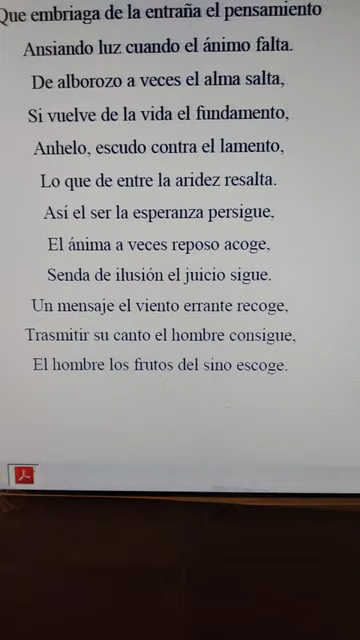 Que embriaga de la entraña el pensamiento
Ansiando luz cuando el ánimo falta.
De alborozo a veces el alma salta,
Si vuelve de la vida el fundamento,
Anhelo, escudo contra el lamento,
Lo que de entre la aridez resalta.
Así el ser la esperanza persigue,
El ánima a veces reposo acoge,
Senda de ilusión el juicio sigue.
Un mensaje el viento errante recoge,
Trasmitir su canto el hombre consigue,
El hombre los frutos del sino escoge.